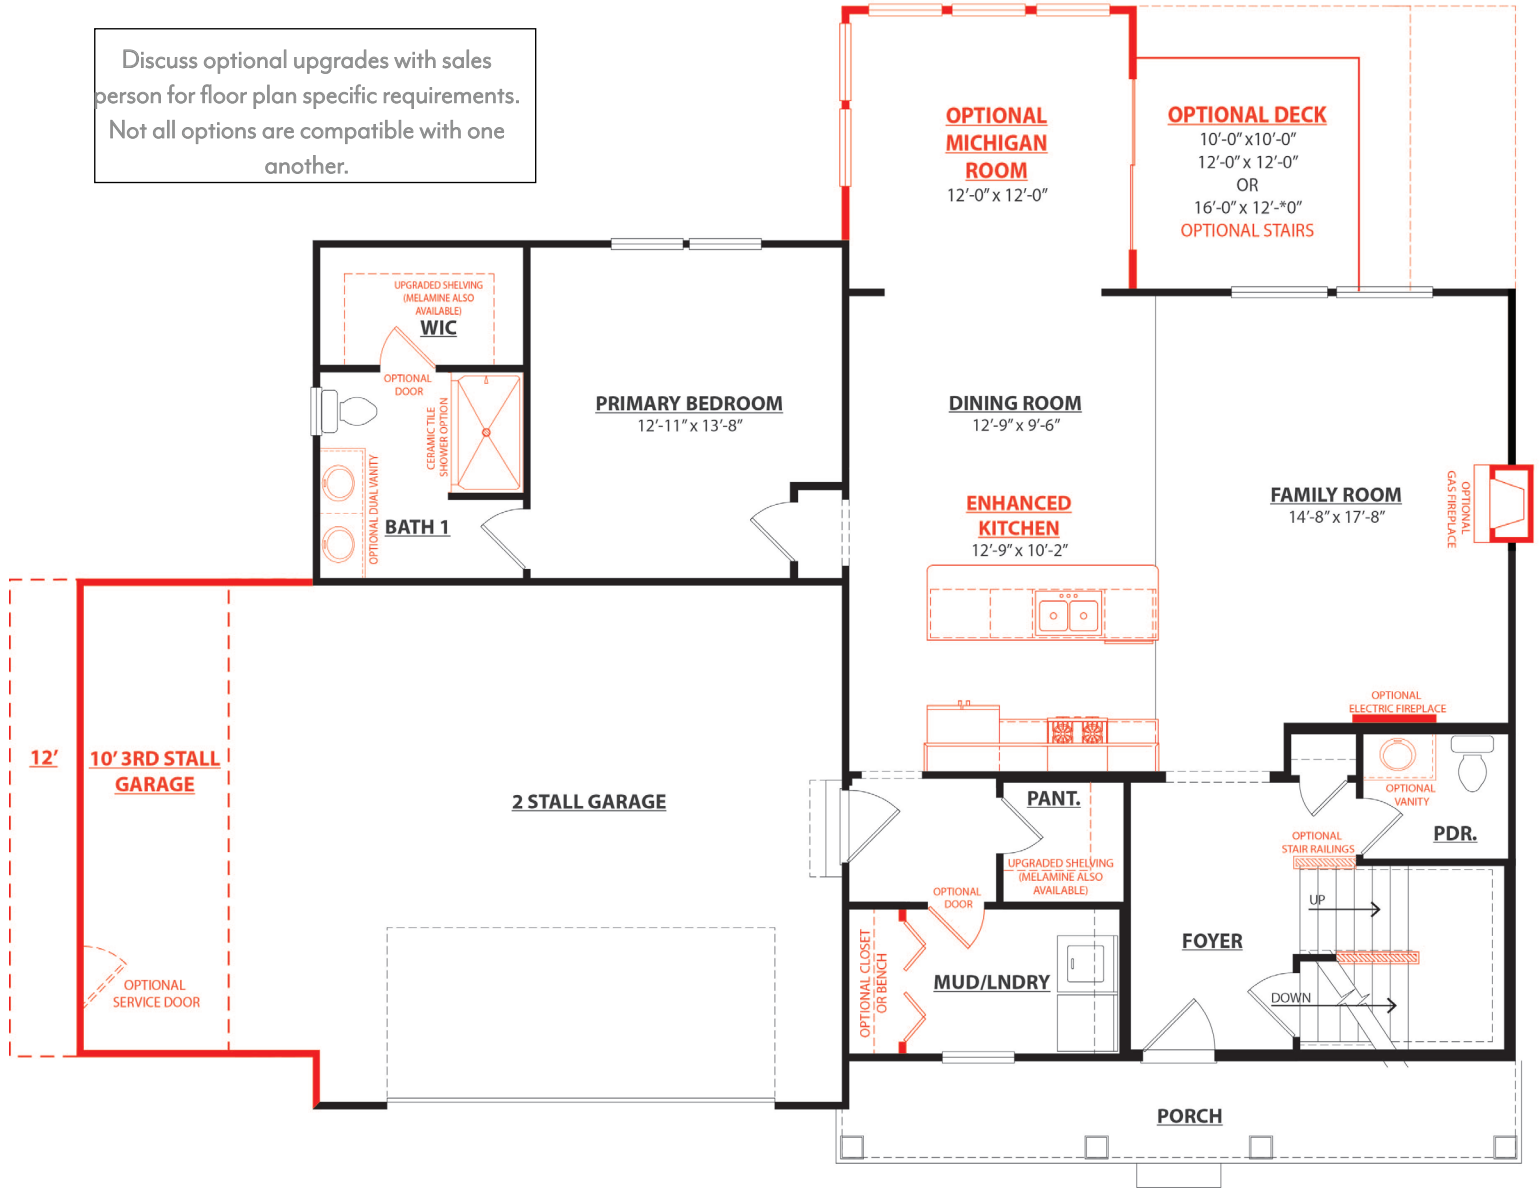 Discuss optional upgrades with sales
person for floor plan specific requirements.
Not all options are compatible with one
another.
OPTIONAL
MICHIGAN
ROOM
12'-0" x 12'-0"
OPTIONAL DECK
10'-0" x10'-0"
12'-0" x 12'-0"
OR
16'-0" x 12'-*0"
OPTIONAL STAIRS
UPGRADED SHELVING
(MELAMINE ALSO
AVAILABLE)
WIC
OPTIONAL
DOOR
CERAMIC TILE
SHOWER OPTION
OPTIONAL DUAL VANITY
BATH 1
PRIMARY BEDROOM
12'-11" x 13'-8"
DINING ROOM
12'-9" x 9'-6"
ENHANCED
KITCHEN
12'-9" x 10'-2"
FAMILY ROOM
14'-8" x 17'-8"
OPTIONAL
GAS FIREPLACE
OPTIONAL
ELECTRIC FIREPLACE
12'
10' 3RD STALL
GARAGE
2 STALL GARAGE
OPTIONAL
SERVICE DOOR
PANT.
UPGRADED SHELVING
(MELAMINE ALSO
AVAILABLE)
OPTIONAL
DOOR
OPTIONAL CLOSET
OR BENCH
MUD/LNDRY
OPTIONAL
VANITY
PDR.
OPTIONAL
STAIR RAILINGS
UP
FOYER
DOWN
PORCH